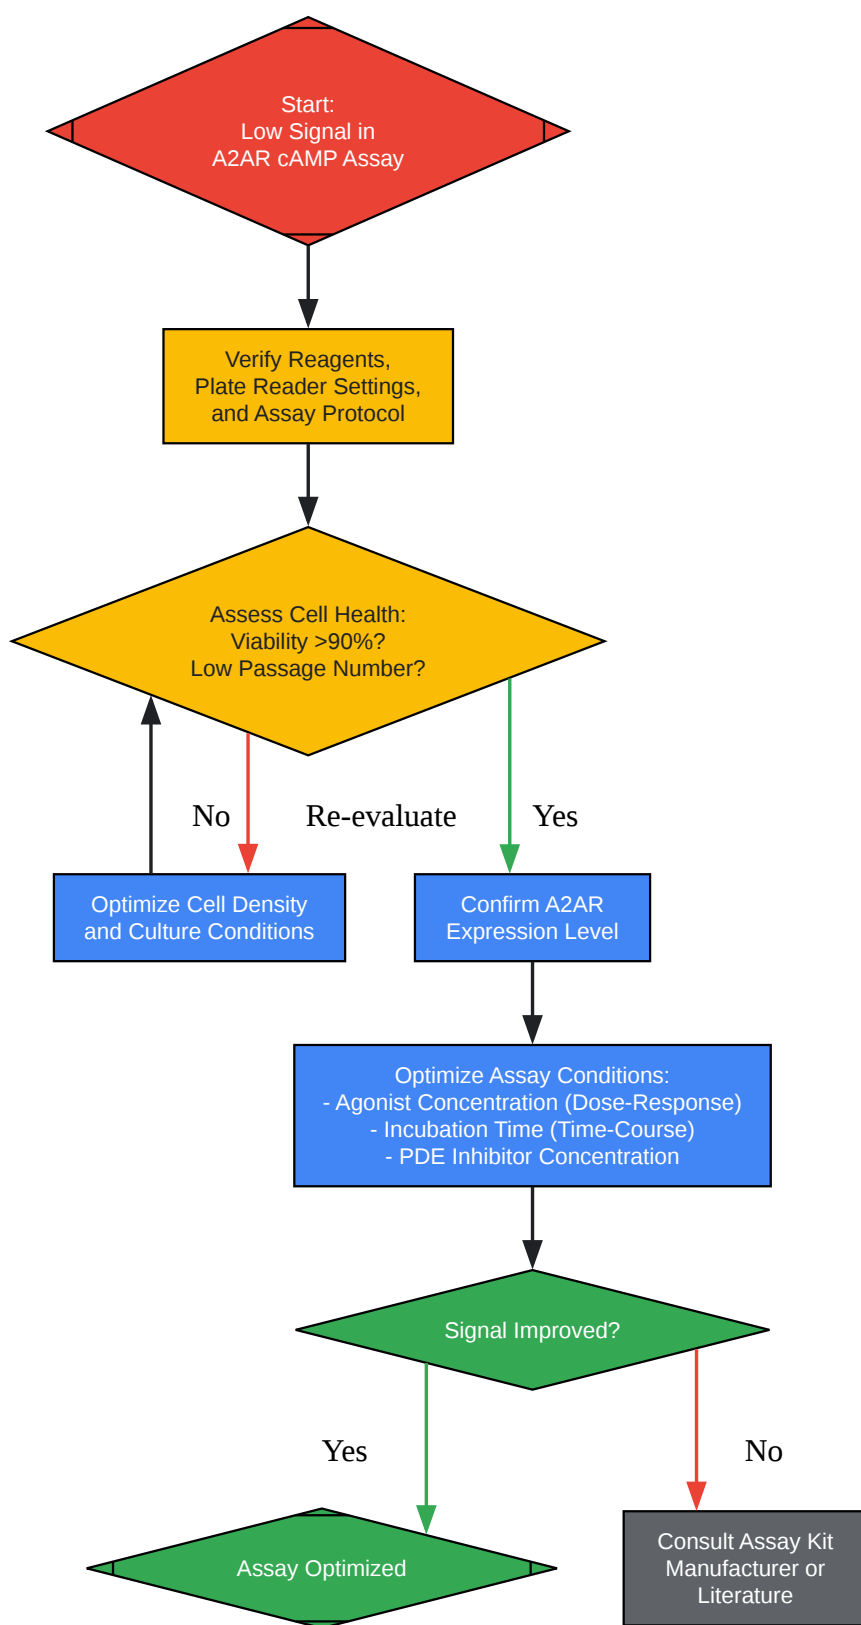 Start:
Low Signal in
A2AR cAMP Assay
Verify Reagents,
Plate Reader Settings,
and Assay Protocol
Assess Cell Health:
Viability >90%?
Low Passage Number?
No
Re-evaluate
Yes
Optimize Cell Density
and Culture Conditions
Confirm A2AR
Expression Level
Optimize Assay Conditions:
- Agonist Concentration (Dose-Response)
- Incubation Time (Time-Course)
- PDE Inhibitor Concentration
Signal Improved?
Yes
No
Assay Optimized
Consult Assay Kit
Manufacturer or
Literature